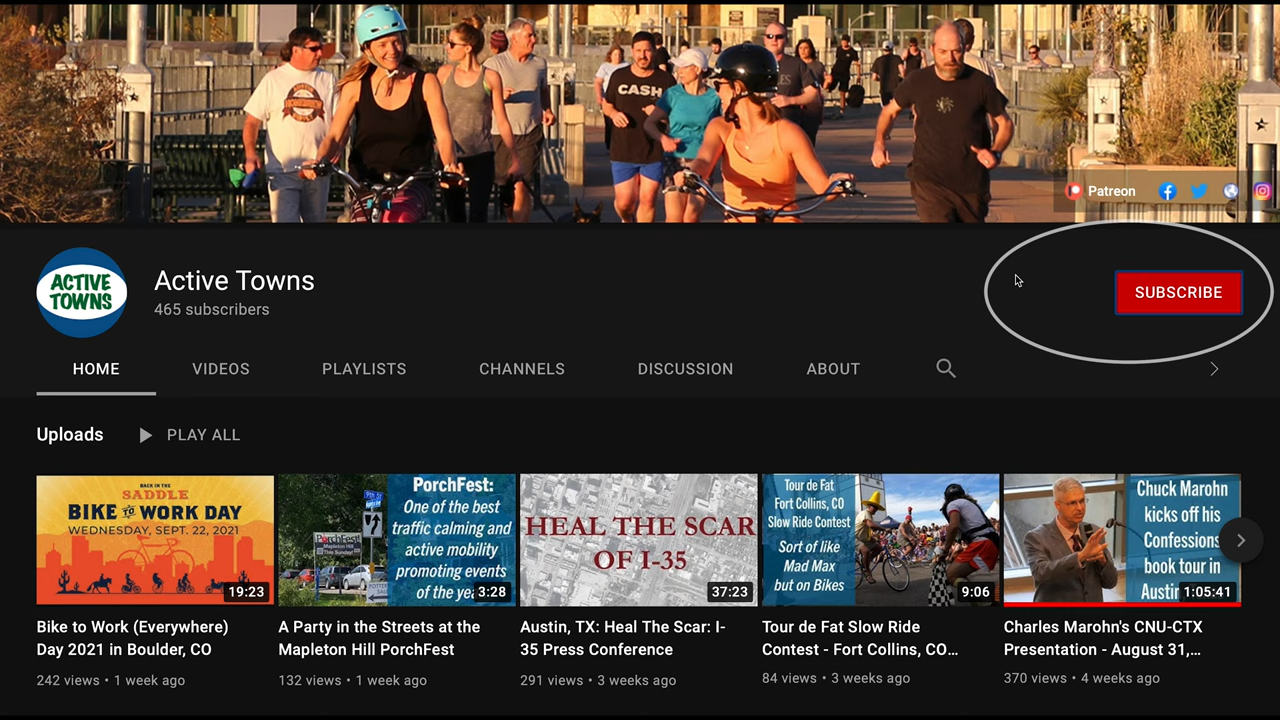 CASH
Patreon
ACTIVE
TOWNS
Active Towns
465 subscribers
SUBSCRIBE
HOME VIDEOS PLAYLISTS CHANNELS DISCUSSION ABOUT
Uploads PLAY ALL
BACK IN THE
SADDLE
BIKE TO WORK DAY
WEDNESDAY, SEPT. 22, 2021
19:23
Bike to Work (Everywhere)
Day 2021 in Boulder, CO
242 views • 1 week ago
PorchFest
Mapleton Hill
This Sunday!
PorchFest:
One of the best
traffic calming and
active mobility
promoting events
of the yea
3:28
A Party in the Streets at the
Mapleton Hill PorchFest
132 views • 1 week ago
HEAL THE SCAR
OF I-35
37:23
Austin, TX: Heal The Scar: I-
35 Press Conference
291 views • 3 weeks ago
Tour de Fat
Fort Collins, CO
Slow Ride Contest
Sort of like
Mad Max
but on Bikes
9:06
Tour de Fat Slow Ride
Contest - Fort Collins, CO...
84 views • 3 weeks ago
Chuck Marohn
kicks off his
Confessions
book tour in
Austin
1:05:41
Charles Marohn's CNU-CTX
Presentation - August 31,...
370 views • 4 weeks ago